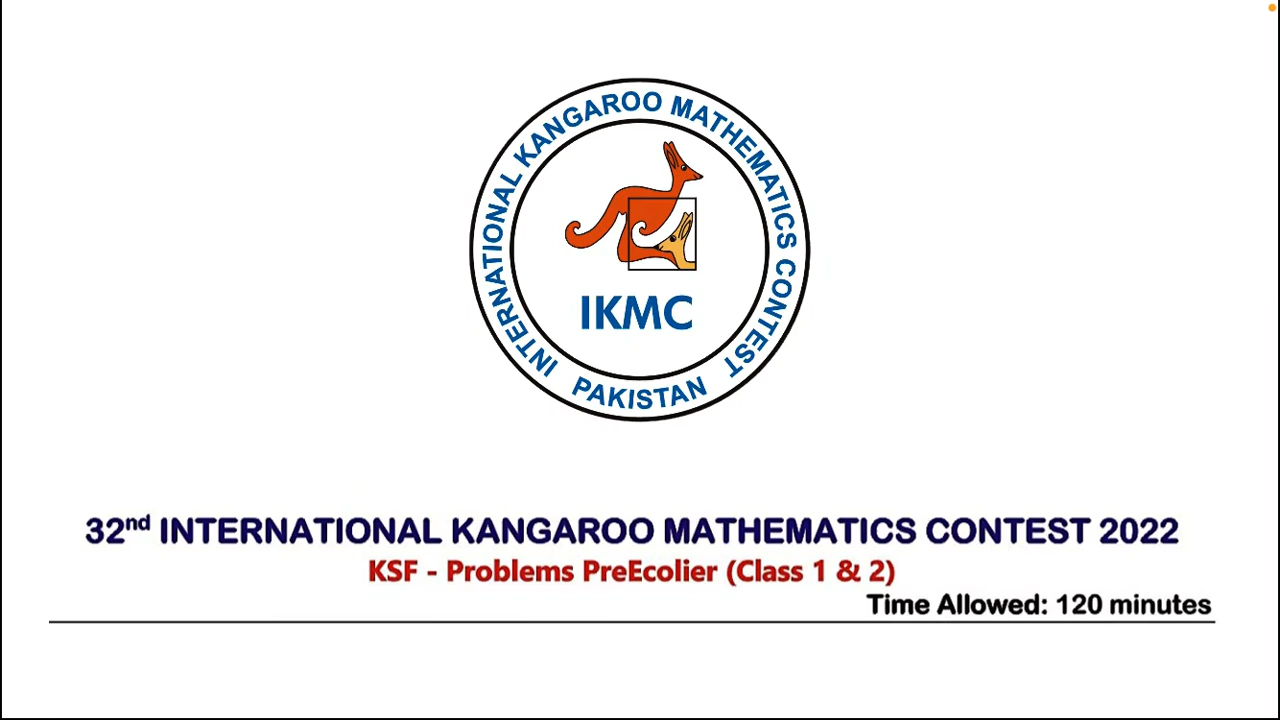 INTERNATIONAL KANGAROO MATHEMATICS CONTEST
PAKISTAN
IKMC
32nd INTERNATIONAL KANGAROO MATHEMATICS CONTEST 2022
KSF - Problems PreEcolier (Class 1 & 2)
Time Allowed: 120 minutes